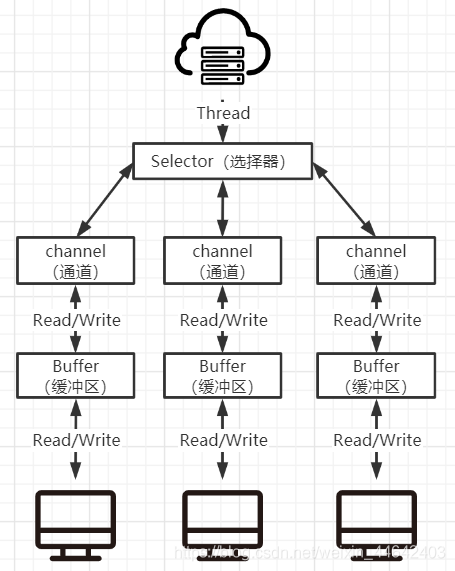 Thread
Selector（选择器）
channel
（通道）
channel
（通道）
channel
（通道）
Read/Write
Read/Write
Read/Write
Buffer
（缓冲区）
Buffer
（缓冲区）
Buffer
（缓冲区）
Read/Write
Read/Write
Read/Write
https://blog.csdn.net/weixin_44642403